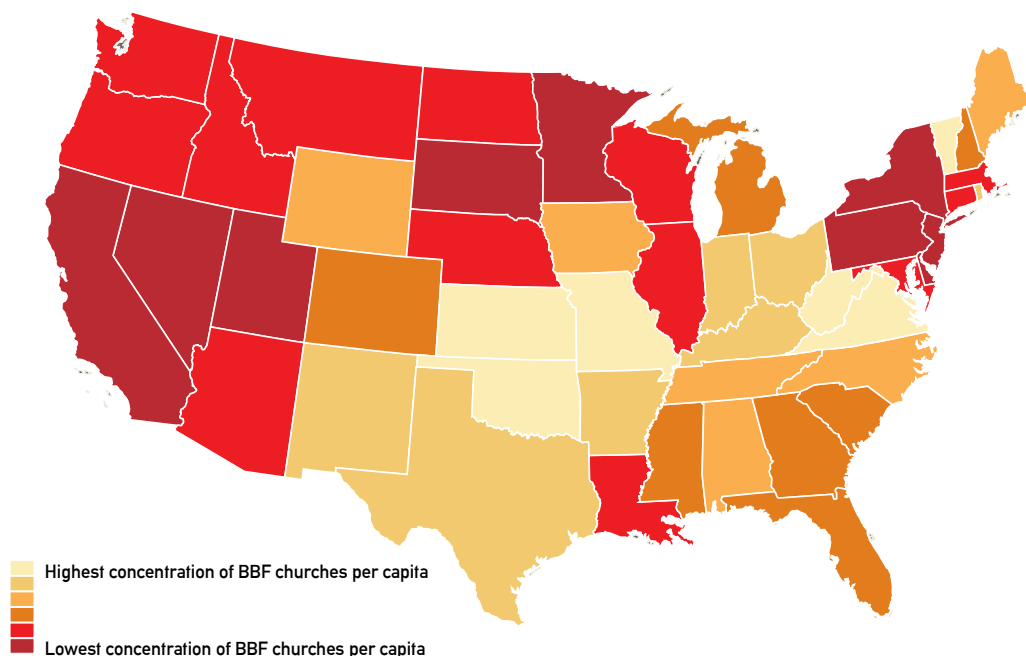 Highest concentration of BBF churches per capita
Lowest concentration of BBF churches per capita